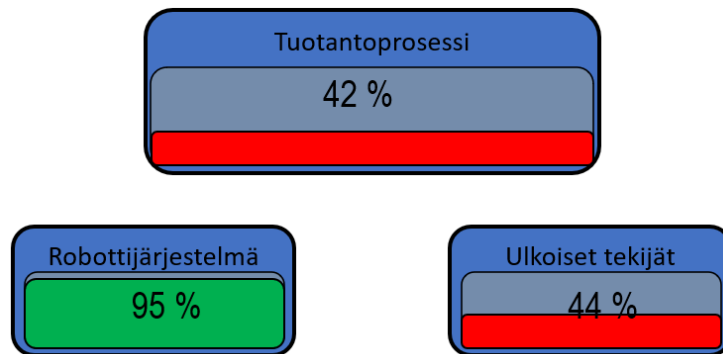 Tuotantoprosessi
42 %
Robottijärjestelmä
95 %
Ulkoiset tekijät
44 %